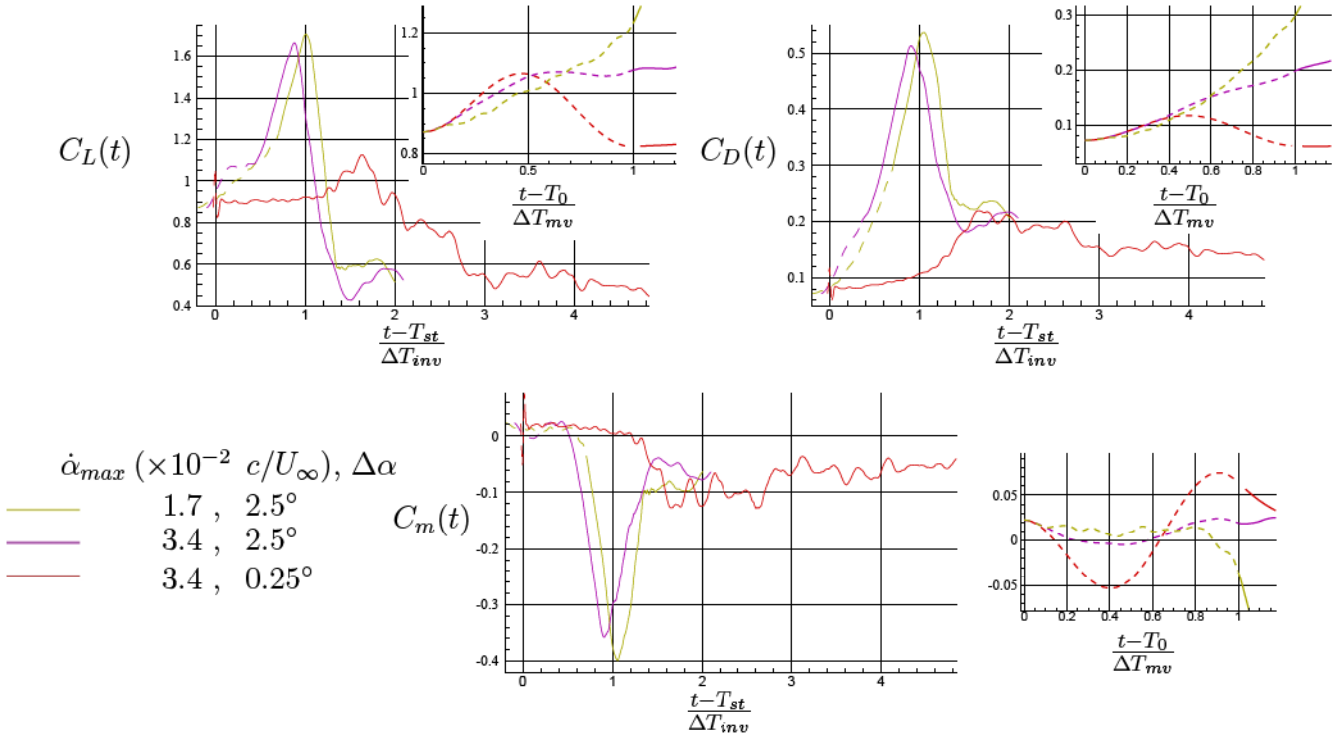 1.6
1.4
1.2
1
0.8
0.6
0.4
0
1
2
3
4
C_L(t)
t−T_st
ΔT_inv
1.2
1
0.8
0
0.5
1
t−T_0
ΔT_mv
0.5
0.4
0.3
0.2
0.1
0
1
2
3
4
C_D(t)
t−T_st
ΔT_inv
0.3
0.2
0.1
0
0.2
0.4
0.6
0.8
1
t−T_0
ΔT_mv
α̇_max (×10⁻² c/U_∞), Δα
1.7 , 2.5°
3.4 , 2.5°
3.4 , 0.25°
0
-0.1
-0.2
-0.3
-0.4
0
1
2
3
4
C_m(t)
t−T_st
ΔT_inv
0.05
0
-0.05
0
0.2
0.4
0.6
0.8
1
t−T_0
ΔT_mv